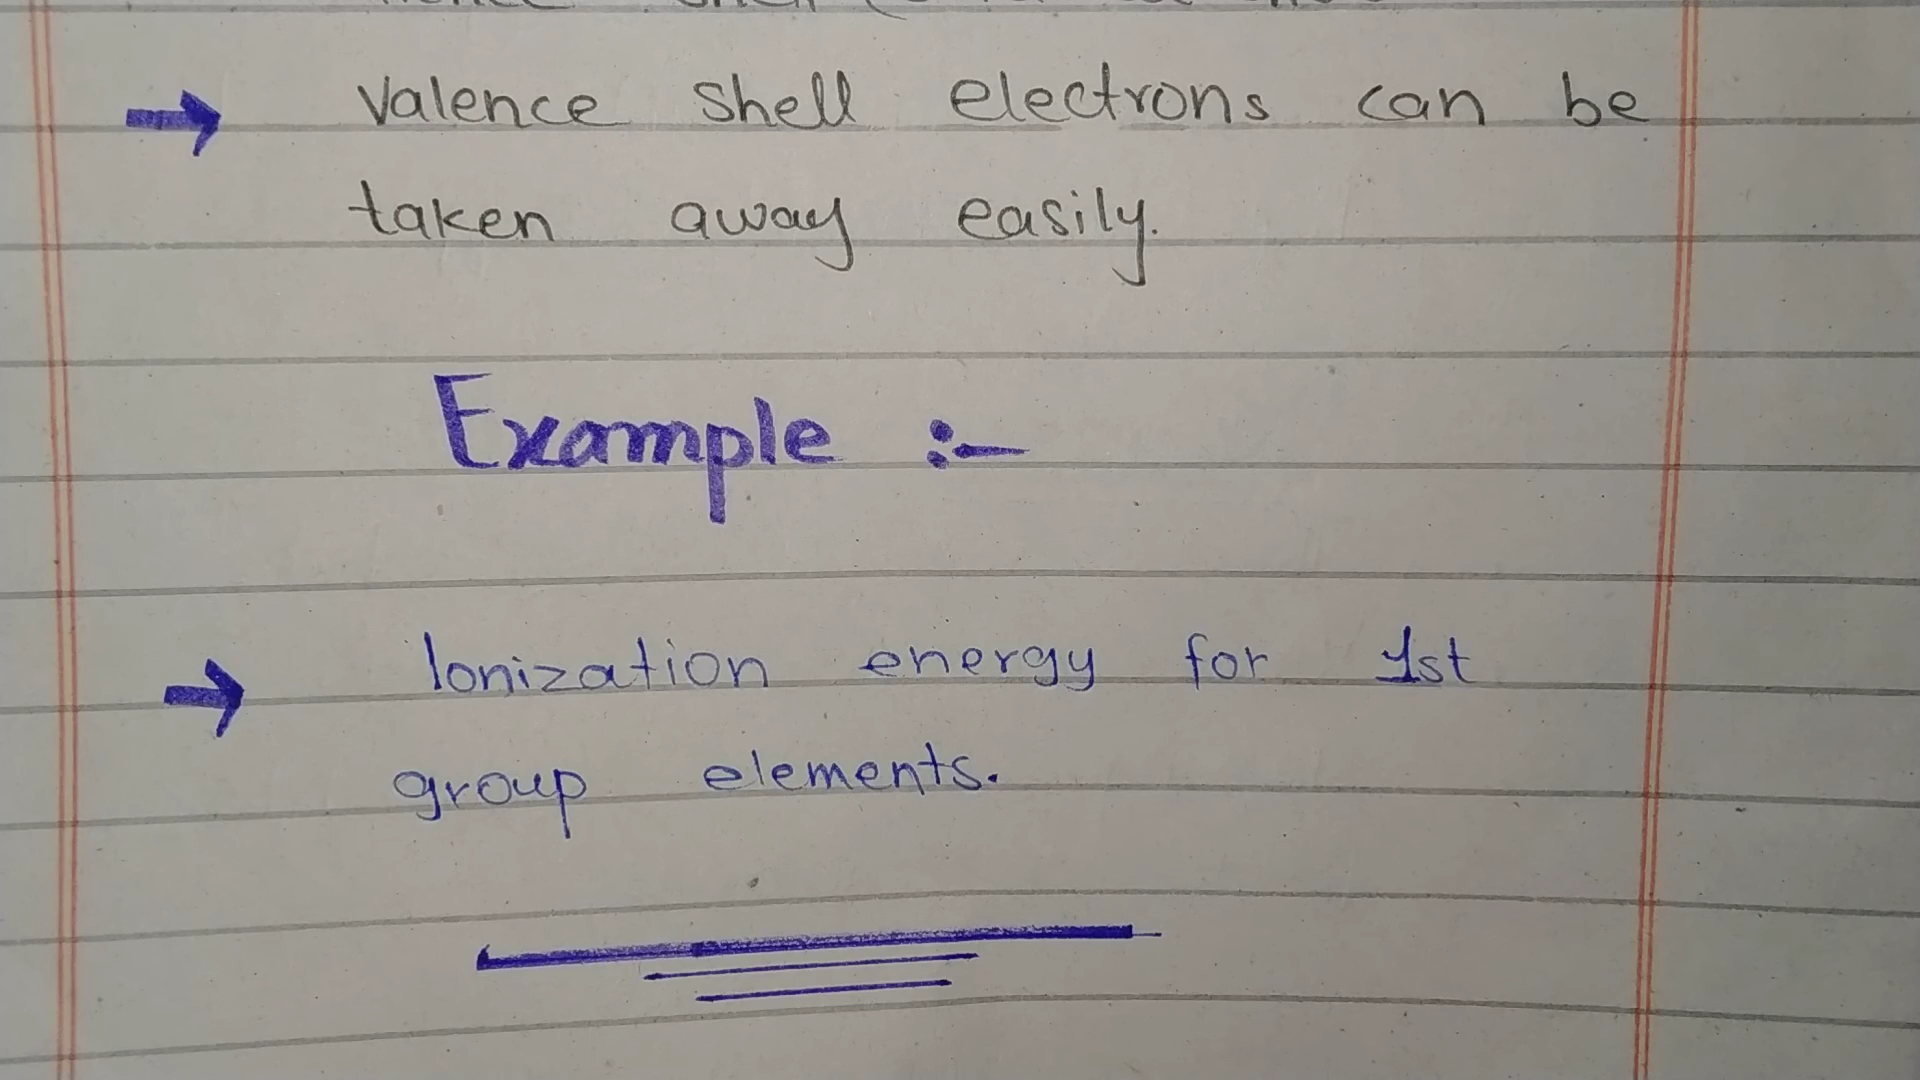 → Valence shell electrons can be
taken away easily.
Example :-
→ Ionization energy for 1st
group elements.